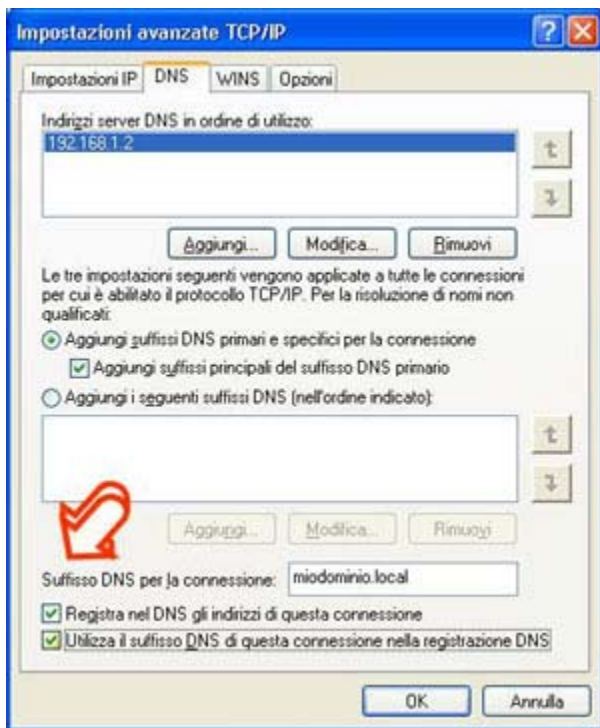 Impostazioni avanzate TCP/IP
Impostazioni IP DNS WINS Opzioni
Indirizzi server DNS in ordine di utilizzo:
192.168.1.2
Aggiungi... Modifica... Rimuovi
Le tre impostazioni seguenti vengono applicate a tutte le connessioni
per cui è abilitato il protocollo TCP/IP. Per la risoluzione di nomi non
qualificati:
Aggiungi suffissi DNS primari e specifici per la connessione
Aggiungi suffissi principali del suffisso DNS primario
Aggiungi i seguenti suffissi DNS (nell'ordine indicato):
Aggiungi... Modifica... Rimuovi
Suffisso DNS per la connessione: miodominio.local
Registra nel DNS gli indirizzi di questa connessione
Utilizza il suffisso DNS di questa connessione nella registrazione DNS
OK Annulla